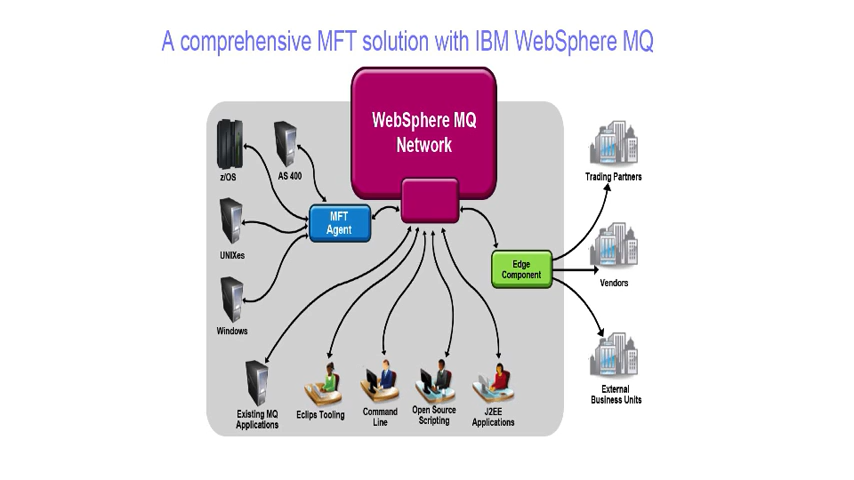 A comprehensive MFT solution with IBM WebSphere MQ
WebSphere MQ
Network
z/OS
AS 400
Trading Partners
MFT
Agent
UNIXes
Edge
Component
Vendors
Windows
Existing MQ
Applications
Eclips Tooling
Command
Line
Open Source
Scripting
J2EE
Applications
External
Business Units